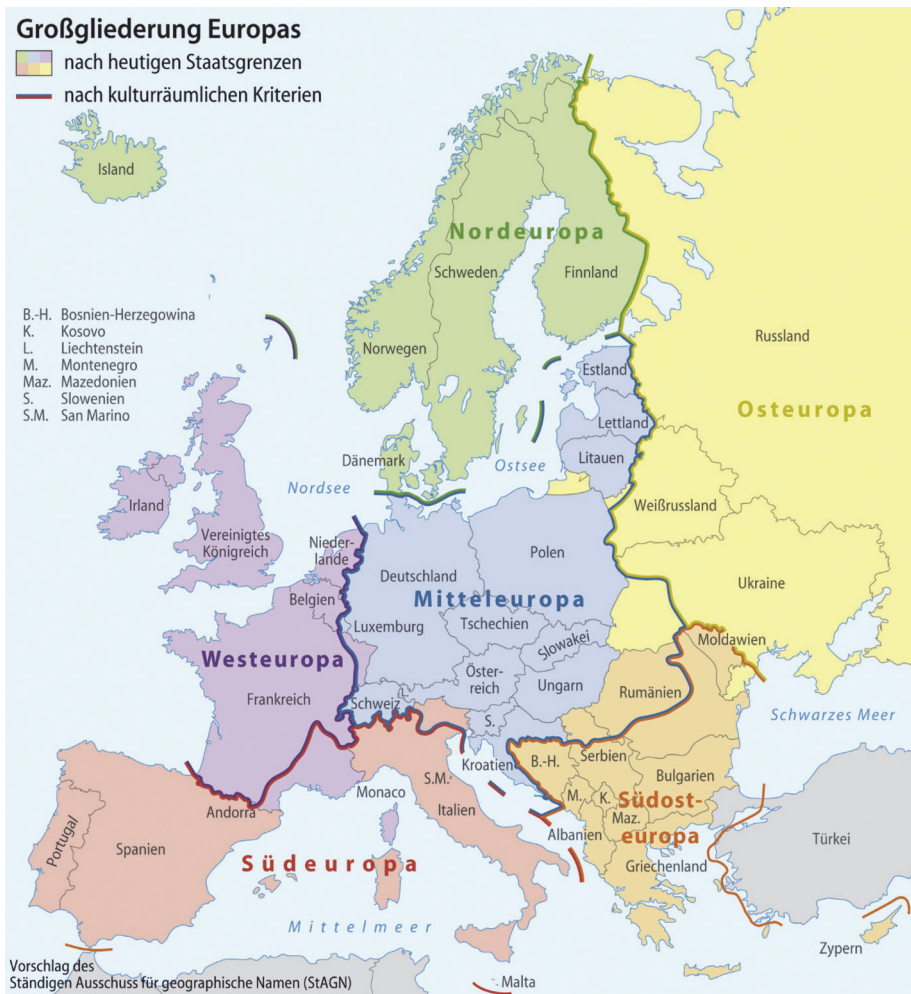 Großgliederung Europas
nach heutigen Staatsgrenzen
nach kulturräumlichen Kriterien
Island
Nordeuropa
Schweden
Finnland
Norwegen
B.-H. Bosnien-Herzegowina
K. Kosovo
L. Liechtenstein
M. Montenegro
Maz. Mazedonien
S. Slowenien
S.M. San Marino
Russland
Estland
Osteuropa
Lettland
Litauen
Dänemark
Ostsee
Nordsee
Weißrussland
Irland
Vereinigtes
Königreich
Nieder-
lande
Polen
Deutschland
Ukraine
Belgien
Mitteleuropa
Luxemburg
Tschechien
Moldawien
Slowakei
Westeuropa
Öster-
reich
Ungarn
Rumänien
Frankreich
Schweiz
L.
S.
Schwarzes Meer
Kroatien
B.-H.
Serbien
Bulgarien
S.M.
Monaco
Italien
M.
K.
Maz.
Südost-
europa
Andorra
Albanien
Türkei
Portugal
Spanien
Südeuropa
Griechenland
Mittelmeer
Zypern
Malta
Vorschlag des
Ständigen Ausschuss für geographische Namen (StAGN)